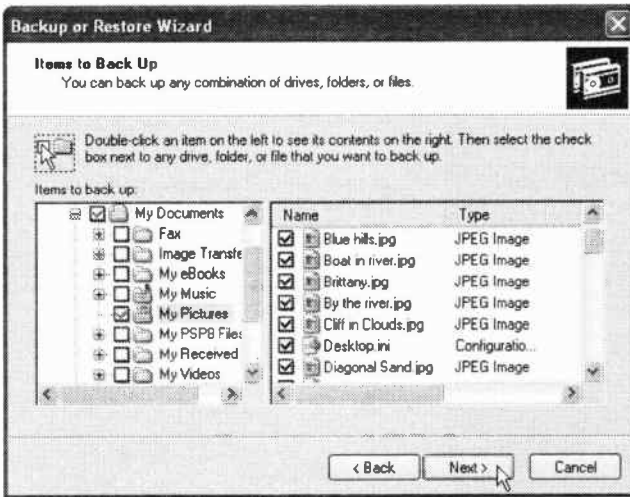 Backup or Restore Wizard
Items to Back Up
You can back up any combination of drives, folders, or files.
Double-click an item on the left to see its contents on the right. Then select the check
box next to any drive, folder, or file that you want to back up.
Items to back up:
My Documents
Fax
Image Transfe
My eBooks
My Music
My Pictures
My PSP8 Files
My Received
My Videos
Name Type
Blue hills.jpg JPEG Image
Boat in river.jpg JPEG Image
Brittany.jpg JPEG Image
By the river.jpg JPEG Image
Cliff in Clouds.jpg JPEG Image
Desktop.ini Configuratio...
Diagonal Sand.jpg JPEG Image
< Back Next > Cancel